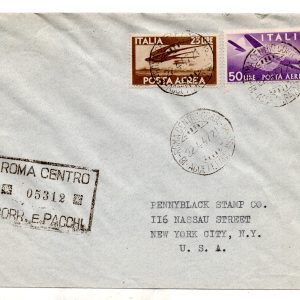 ITALIA 25 LIRE
POSTA AEREA
ITALIA
50 LIRE POSTA AEREA
ROMA CENTRO
05312
CORR. E PACCHI
PENNYBLACK STAMP CO.
116 NASSAU STREET
NEW YORK CITY, N.Y.
U. S. A.